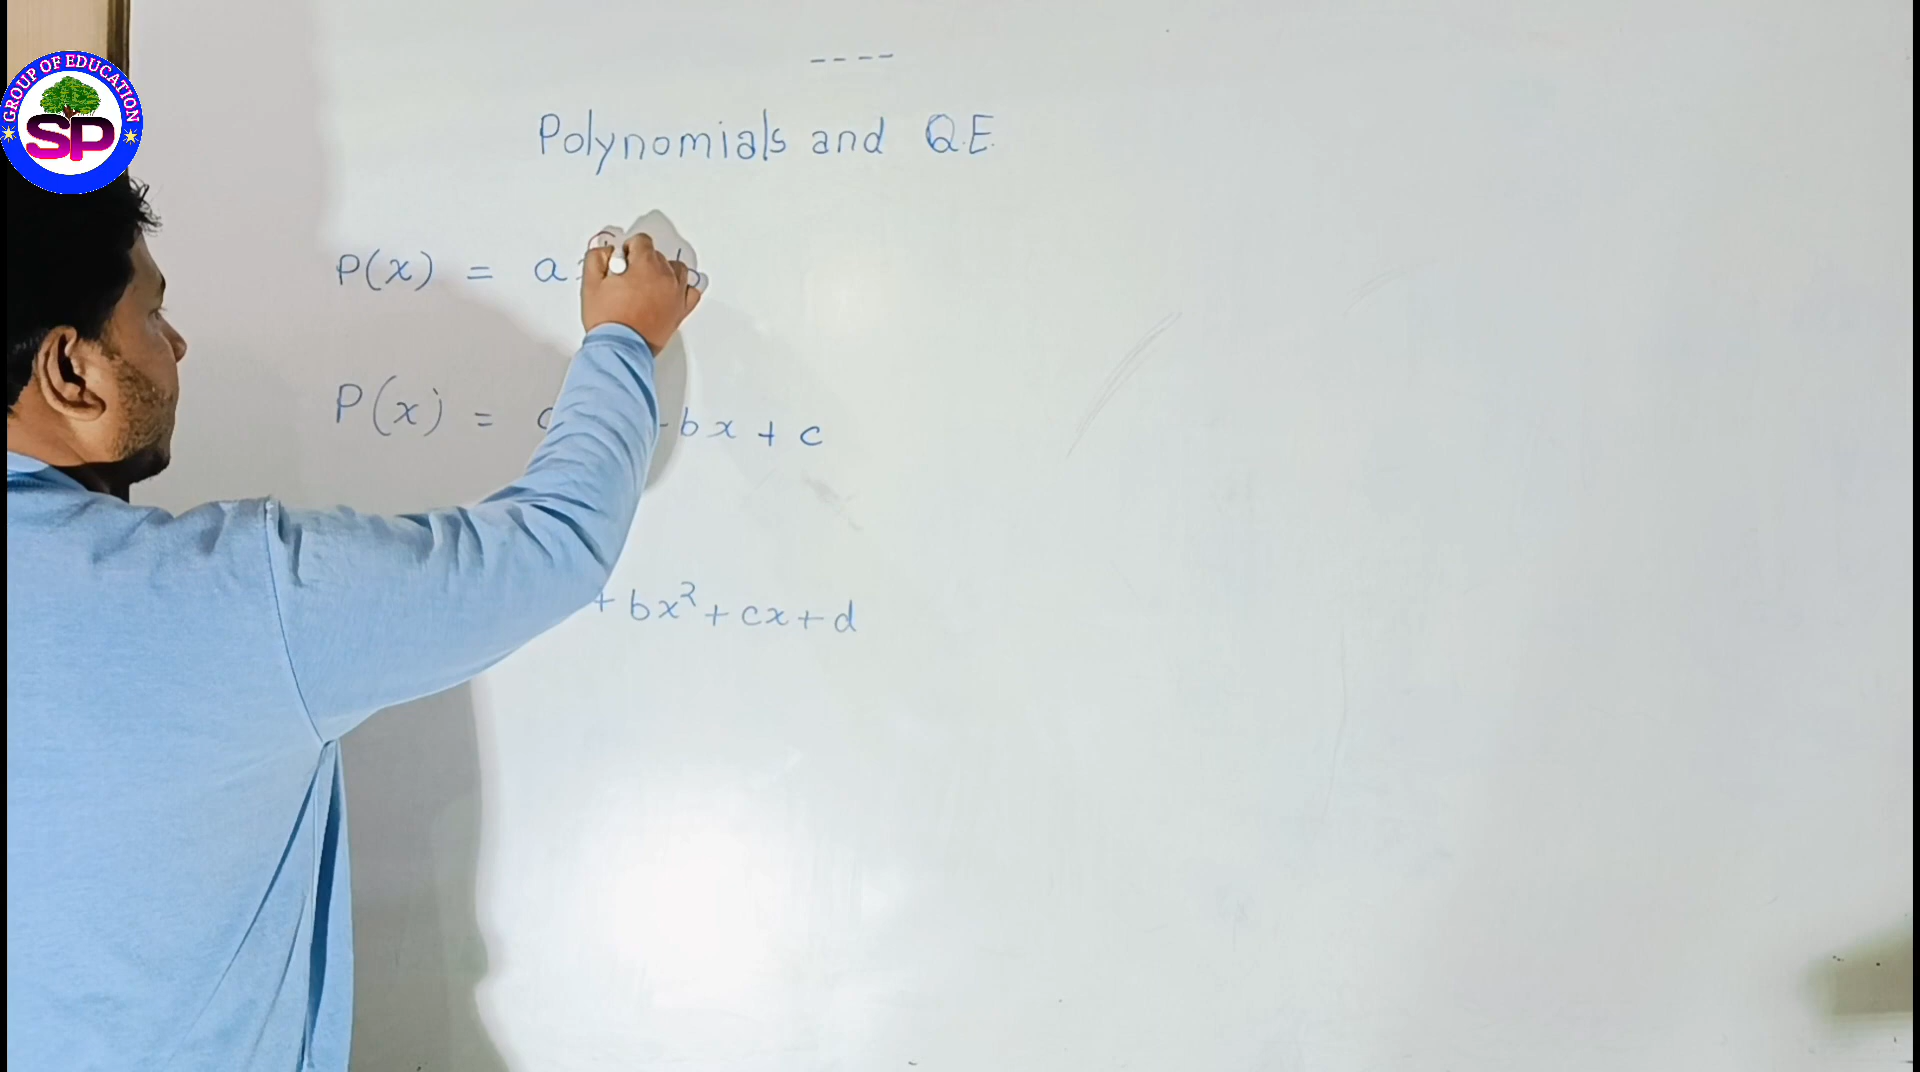 GROUP OF EDUCATION
SP
----
Polynomials and Q.E.
P(x) = a b
P(x) = bx + c
+ bx² + cx + d